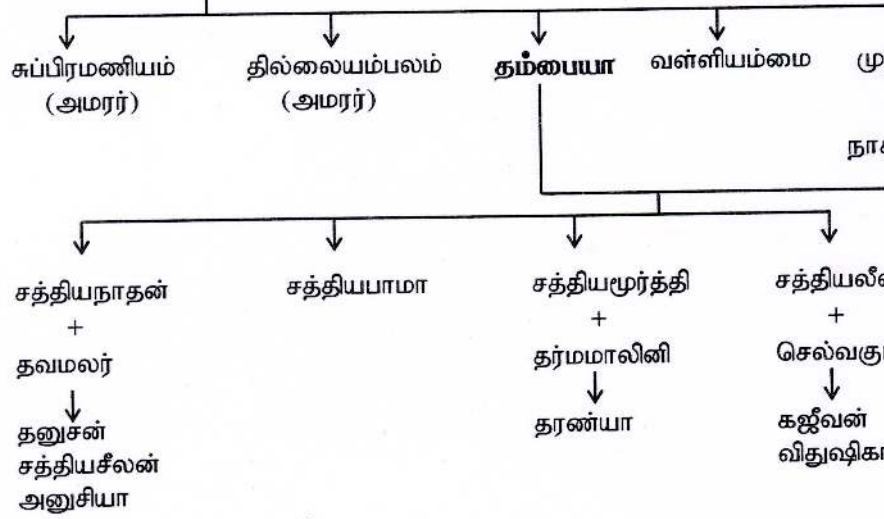 சுப்பிரமணியம் தில்லையம்பலம் தம்பையா வள்ளியம்மை
(அமரர்) (அமரர்)
சத்தியநாதன் சத்தியபாமா சத்தியமூர்த்தி
+ + +
தவமலர் தர்மமாலினி
தனுசன் தரண்யா கஜீவன்
சத்தியசீலன்
அனுசியா